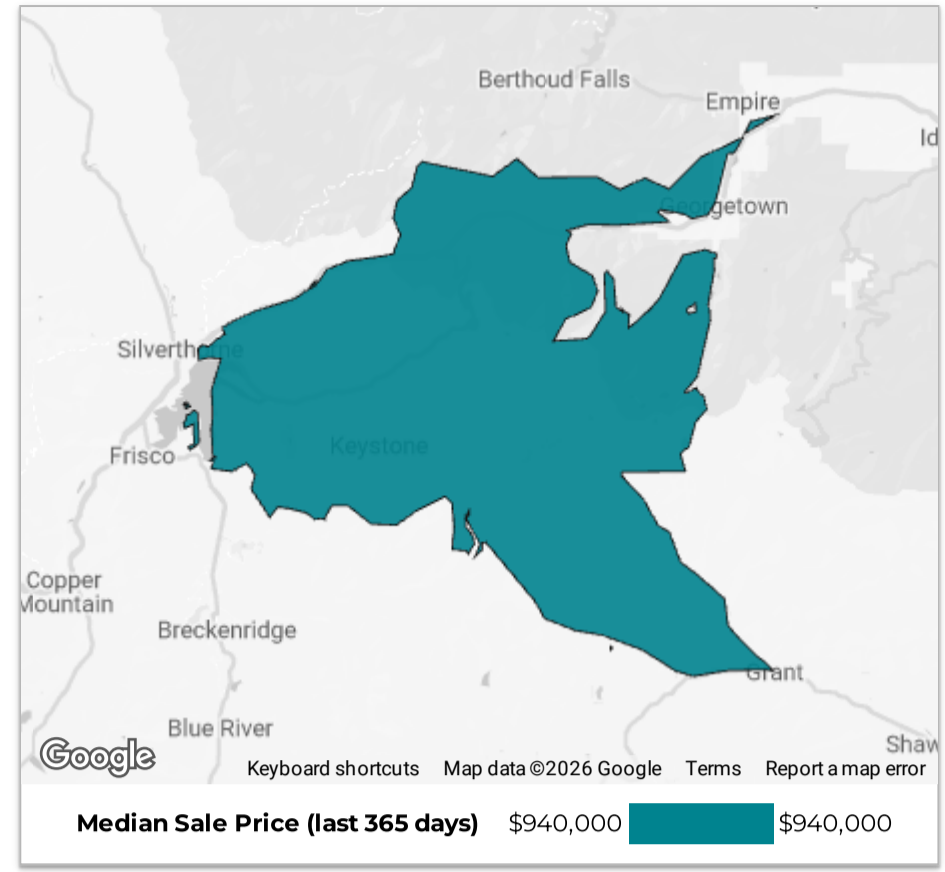 Berthoud Falls
Empire
Id
Georgetown
Silverthorne
Keystone
Frisco
Copper
Mountain
Breckenridge
Grant
Blue River
Shaw
Google
Keyboard shortcuts Map data ©2026 Google Terms Report a map error
Median Sale Price (last 365 days) $940,000 $940,000